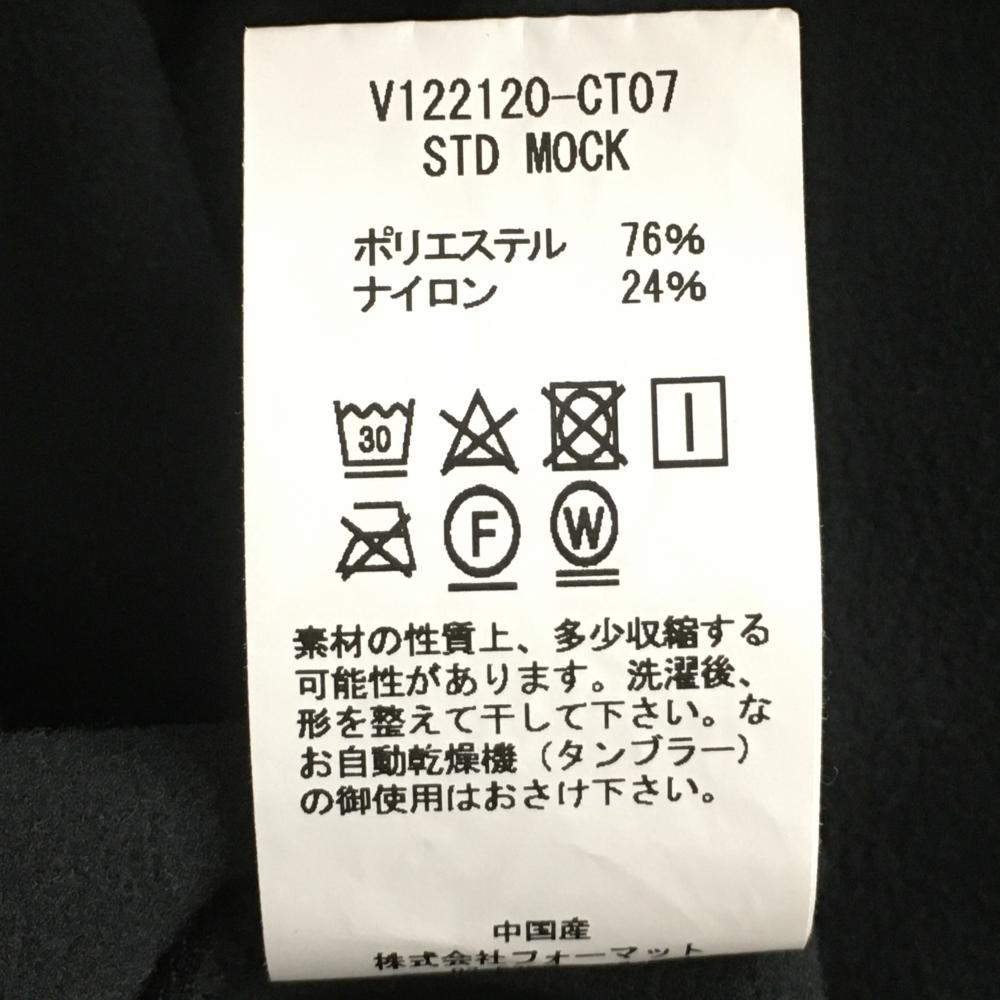 V122120-CT07
STD MOCK
ポリエステル 76%
ナイロン 24%
30
F W
素材の性質上、多少収縮する
可能性があります。洗濯後、
形を整えて干して下さい。な
お自動乾燥機（タンブラー）
の御使用はおさけ下さい。
中国産
株式会社フォーマット